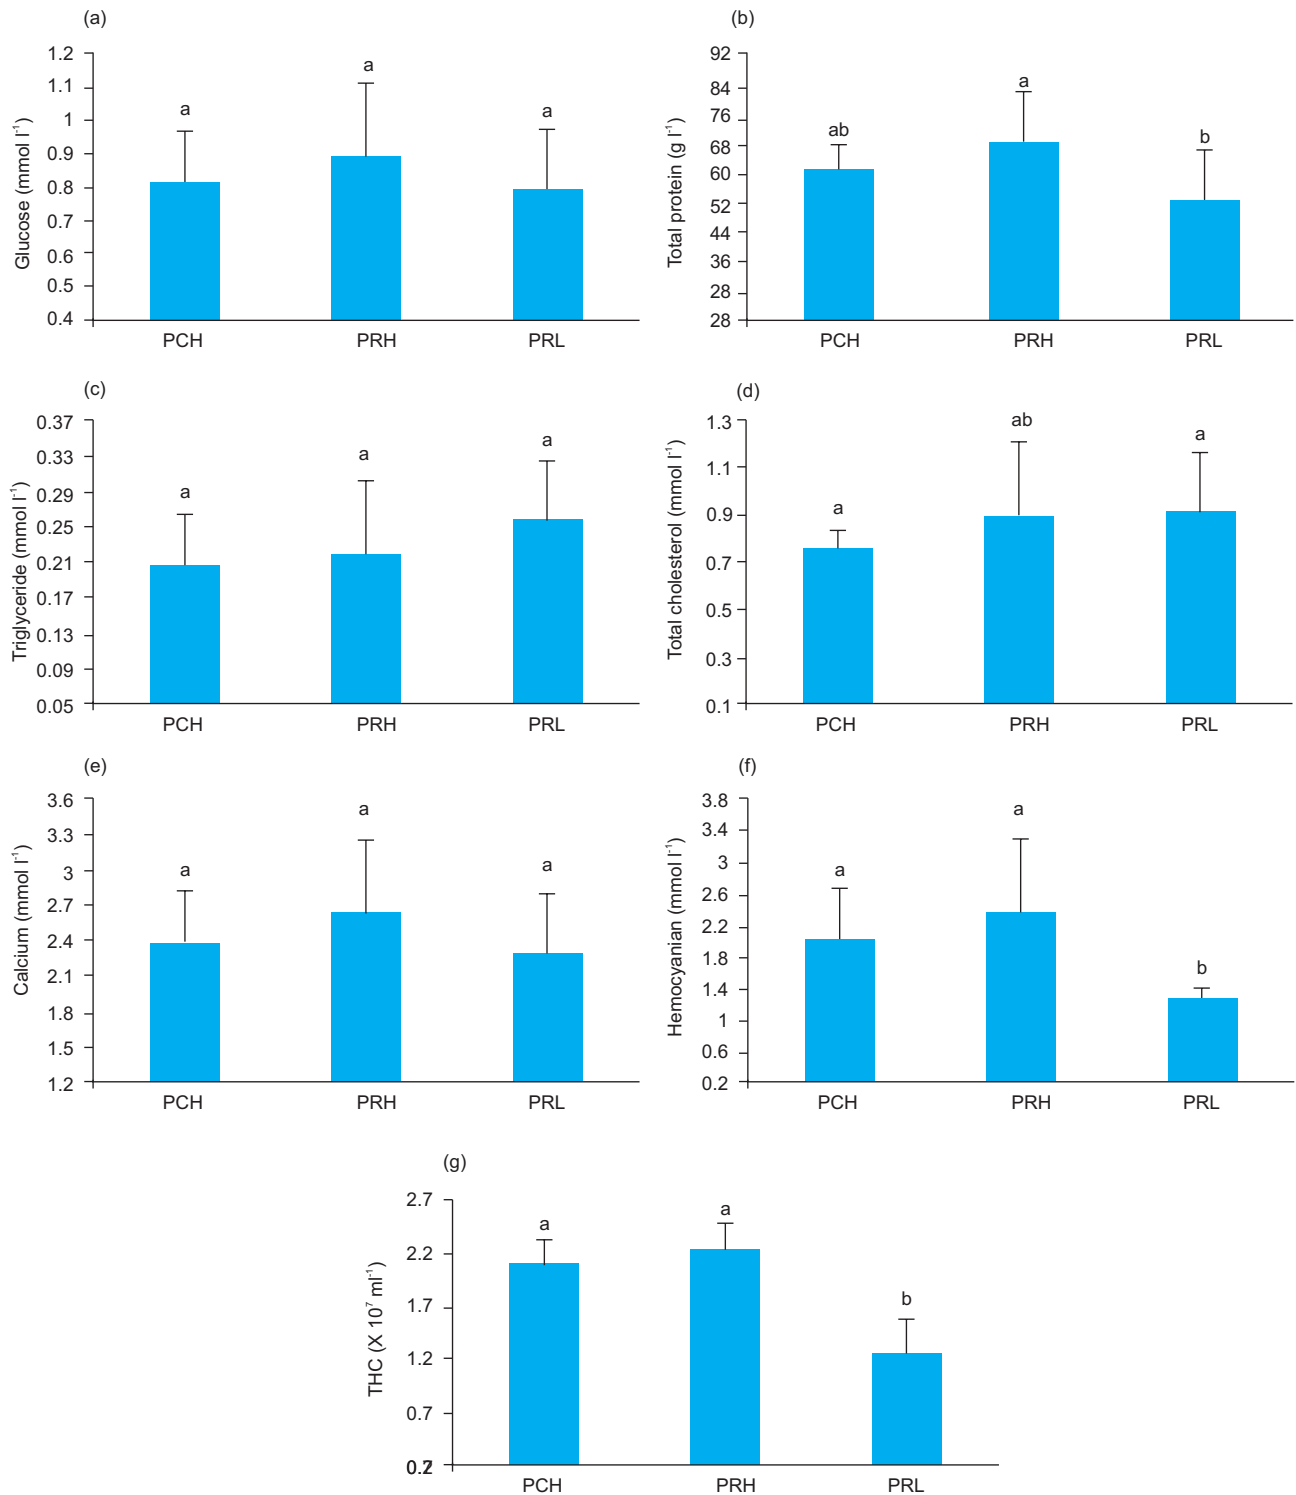 (a)
Glucose (mmol l-1)
1.2
1.1
1
0.9
0.8
0.7
0.6
0.5
0.4
a
a
a
PCH PRH PRL
(b)
Total protein (g l-1)
92
84
76
68
60
52
44
36
28
28
ab
a
b
PCH PRH PRL
(c)
Triglyceride (mmol l-1)
0.37
0.33
0.29
0.25
0.21
0.17
0.13
0.09
0.05
a
a
a
PCH PRH PRL
(d)
Total cholesterol (mmol l-1)
1.3
1.1
0.9
0.7
0.5
0.3
0.1
a
ab
a
PCH PRH PRL
(e)
Calcium (mmol l-1)
3.6
3.3
3
2.7
2.4
2.1
1.8
1.5
1.2
a
a
a
PCH PRH PRL
(f)
Hemocyanian (mmol l-1)
3.8
3.4
3
2.6
2.2
1.8
1.4
1
0.6
0.2
a
a
b
PCH PRH PRL
(g)
THC (X 107 ml-1)
2.7
2.2
1.7
1.2
0.7
0.2
a
a
b
PCH PRH PRL